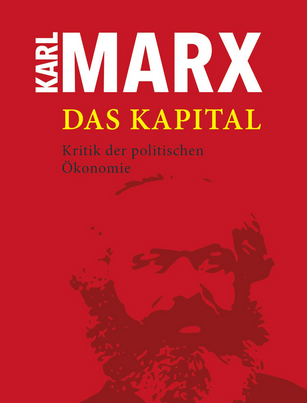 KARL
MARX
DAS KAPITAL
Kritik der politischen
Ökonomie